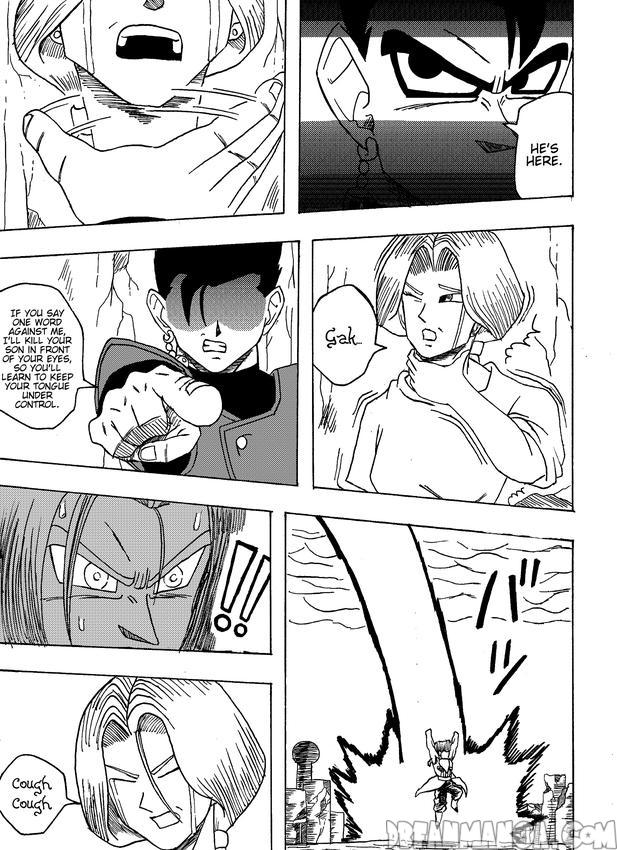 HE'S
HERE.
Gak..
IF YOU SAY
ONE WORD
AGAINST ME,
I'LL KILL YOUR
SON IN FRONT
OF YOUR EYES,
SO YOU'LL
LEARN TO KEEP
YOUR TONGUE
UNDER
CONTROL.
!!
Cough
Cough
DREAMMANGA.COM